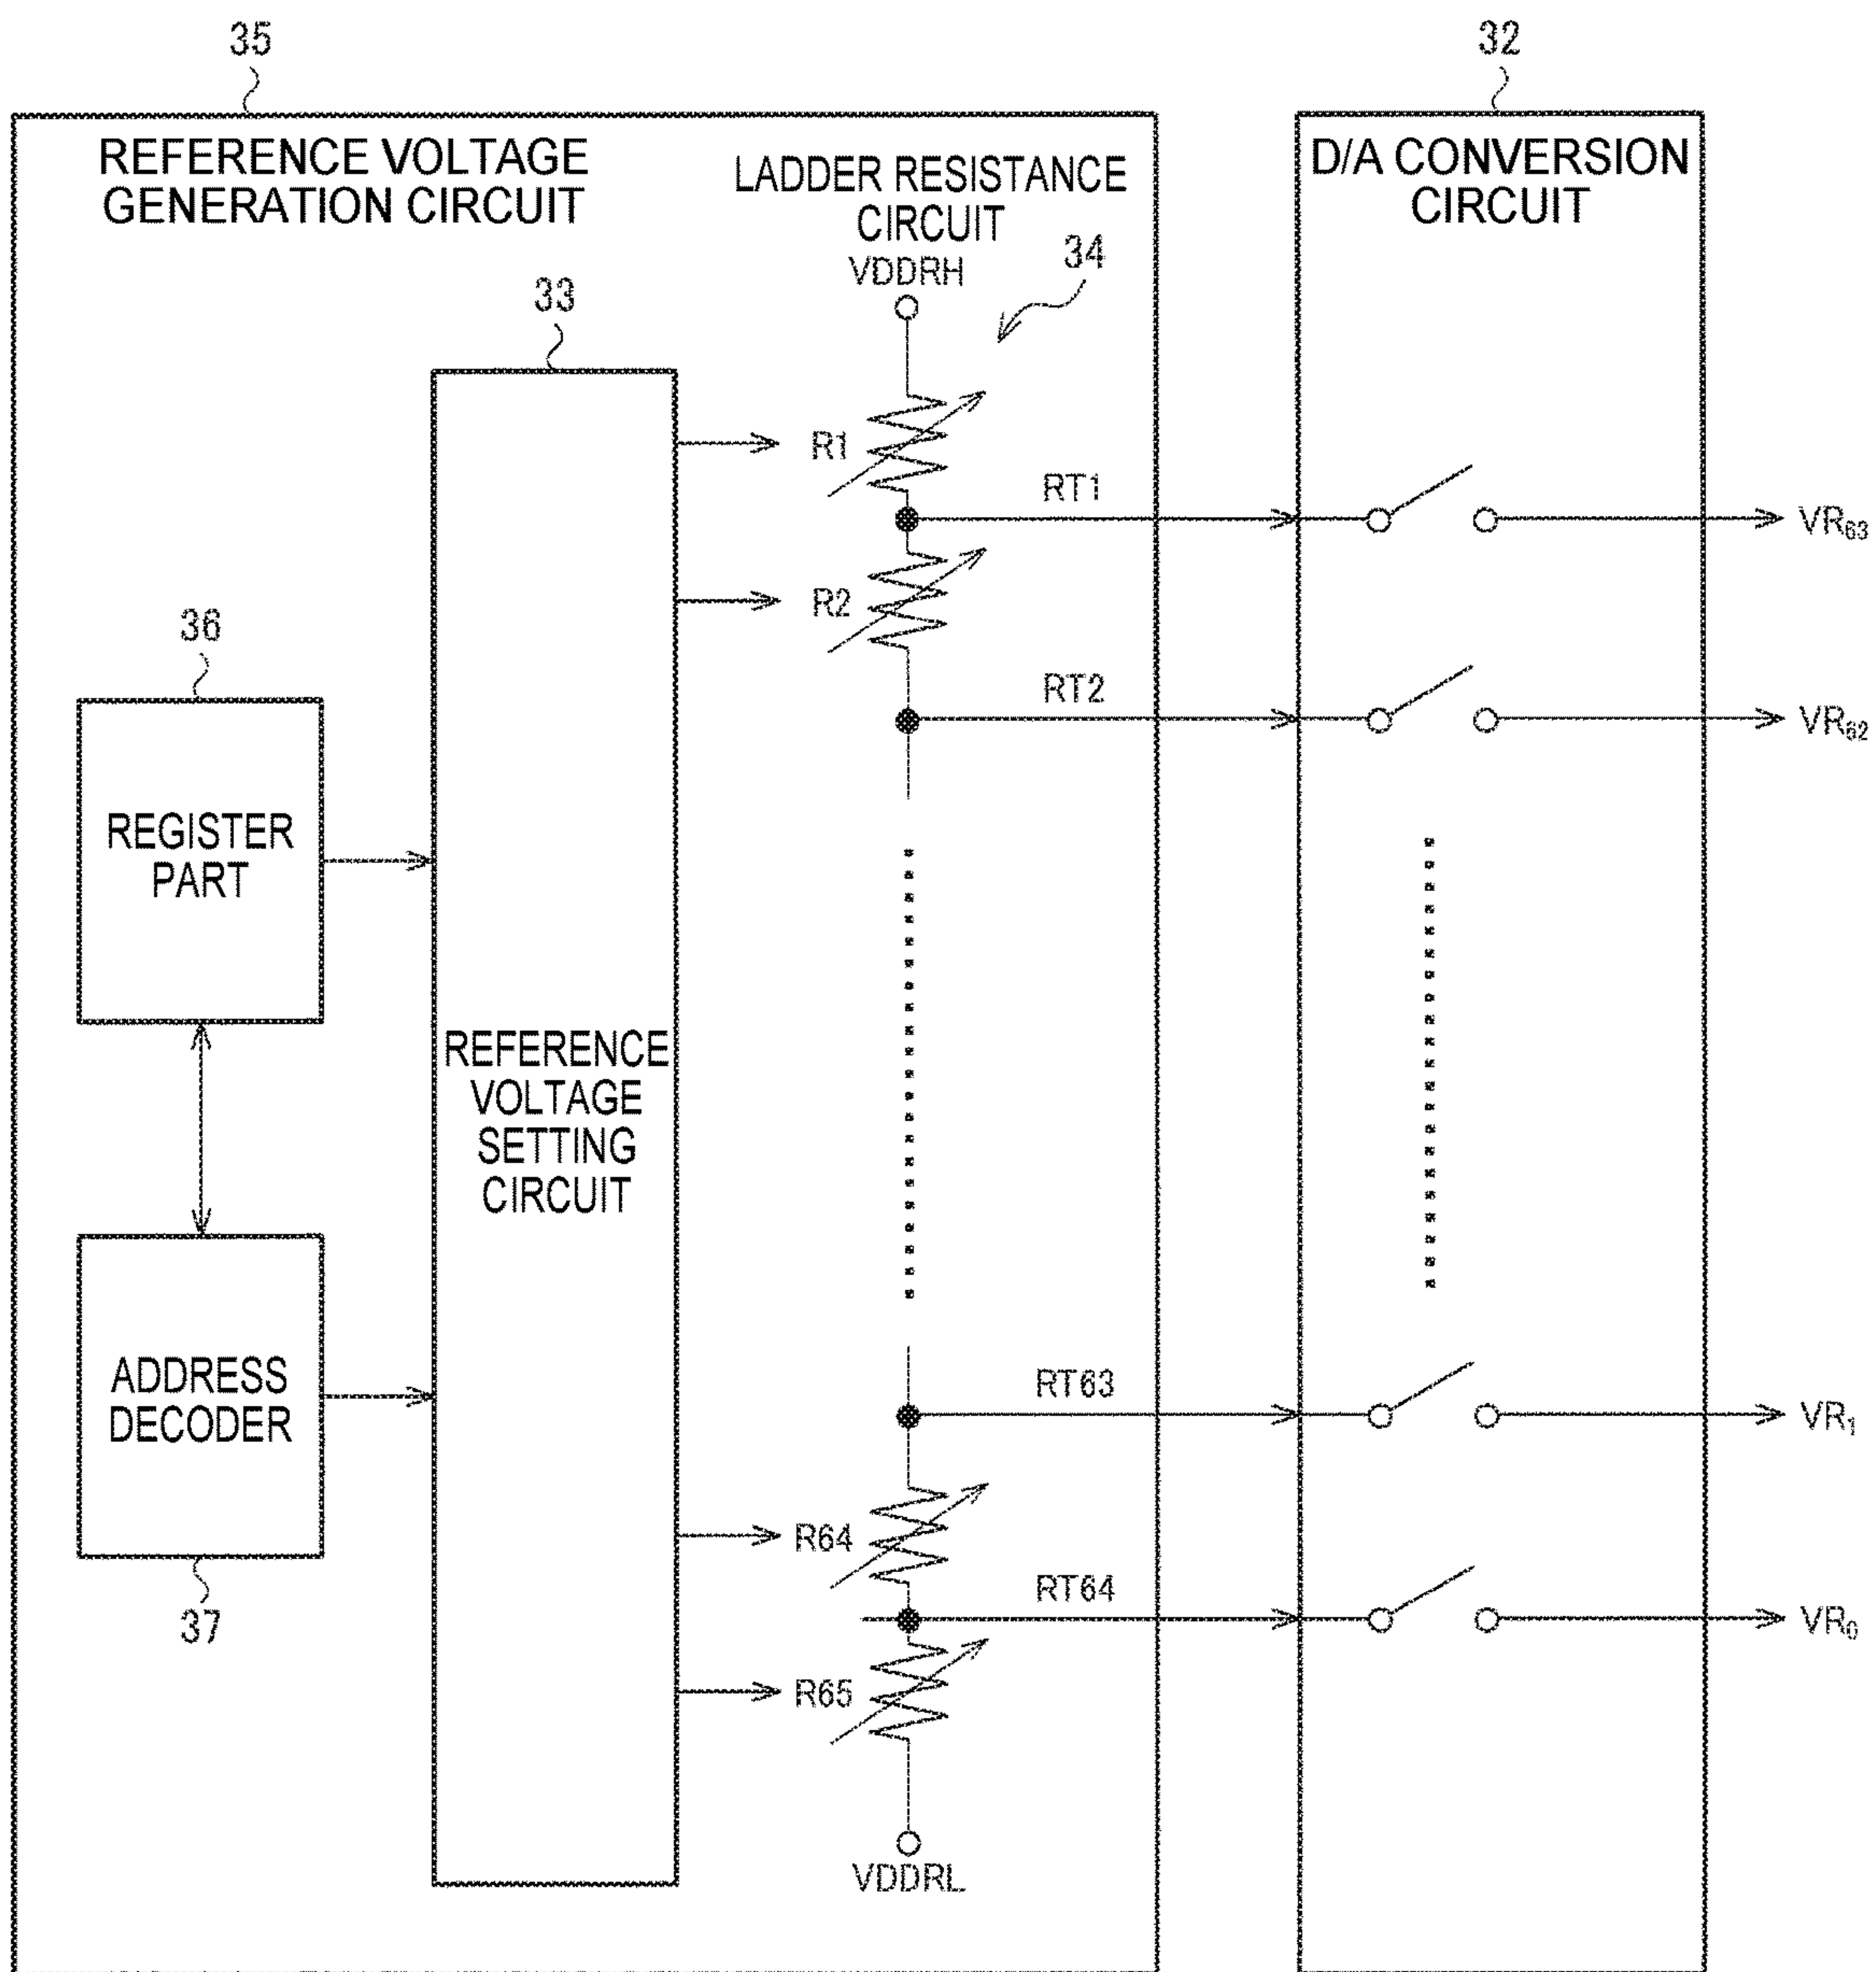 35
32
REFERENCE VOLTAGE
GENERATION CIRCUIT
LADDER RESISTANCE
CIRCUIT
D/A CONVERSION
CIRCUIT
VDDRH
34
33
R1
RT1
VR63
R2
36
RT2
VR62
REGISTER
PART
REFERENCE
VOLTAGE
SETTING
CIRCUIT
ADDRESS
DECODER
RT63
VR1
R64
RT64
VR0
37
R65
VDDRL